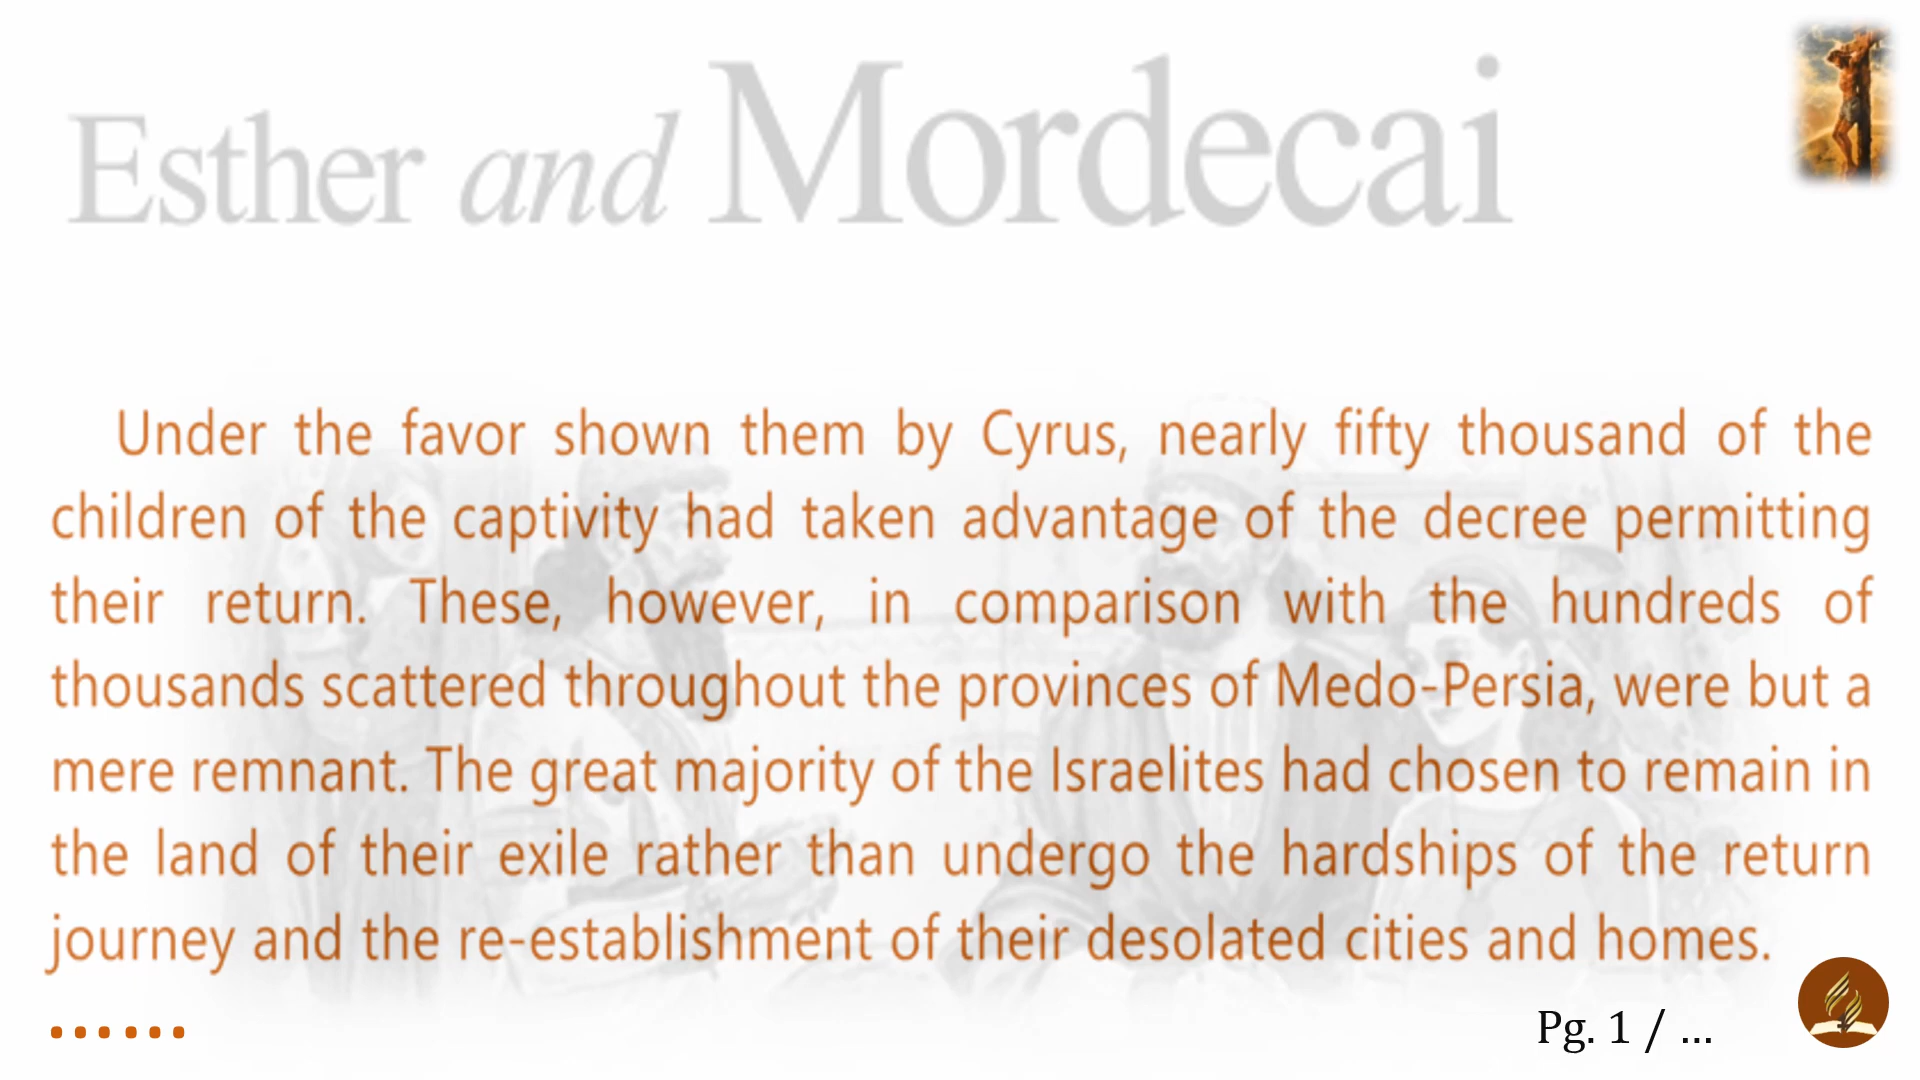 Esther and Mordecai
Under the favor shown them by Cyrus, nearly fifty thousand of the
children of the captivity had taken advantage of the decree permitting
their return. These, however, in comparison with the hundreds of
thousands scattered throughout the provinces of Medo-Persia, were but a
mere remnant. The great majority of the Israelites had chosen to remain in
the land of their exile rather than undergo the hardships of the return
journey and the re-establishment of their desolated cities and homes.
......
Pg. 1 / ...